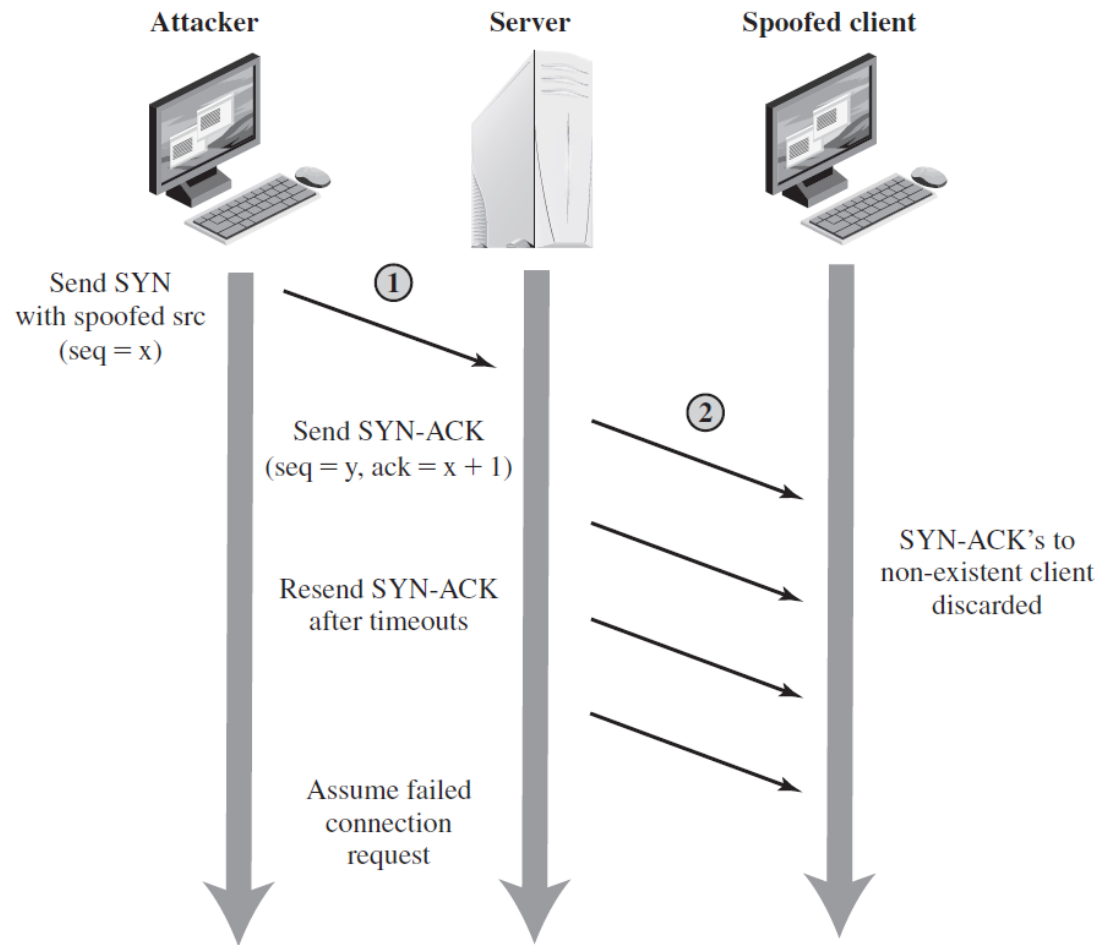 Attacker
Server
Spoofed client
Send SYN
with spoofed src
(seq = x)
1
Send SYN-ACK
(seq = y, ack = x + 1)
2
Resend SYN-ACK
after timeouts
SYN-ACK’s to
non-existent client
discarded
Assume failed
connection
request